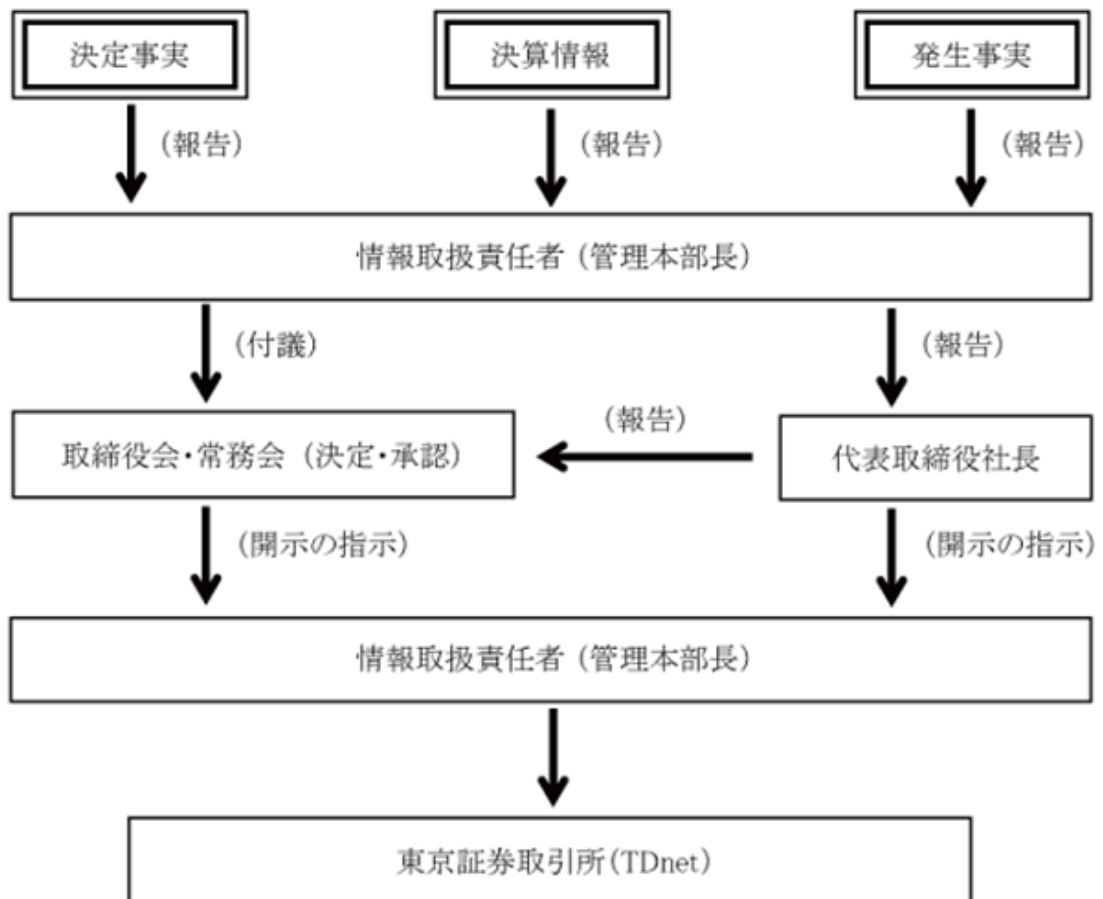 決定事実
決算情報
発生事実
（報告）
（報告）
（報告）
情報取扱責任者（管理本部長）
（付議）
（報告）
取締役会・常務会（決定・承認）
（報告）
代表取締役社長
（開示の指示）
（開示の指示）
情報取扱責任者（管理本部長）
東京証券取引所（TDnet）